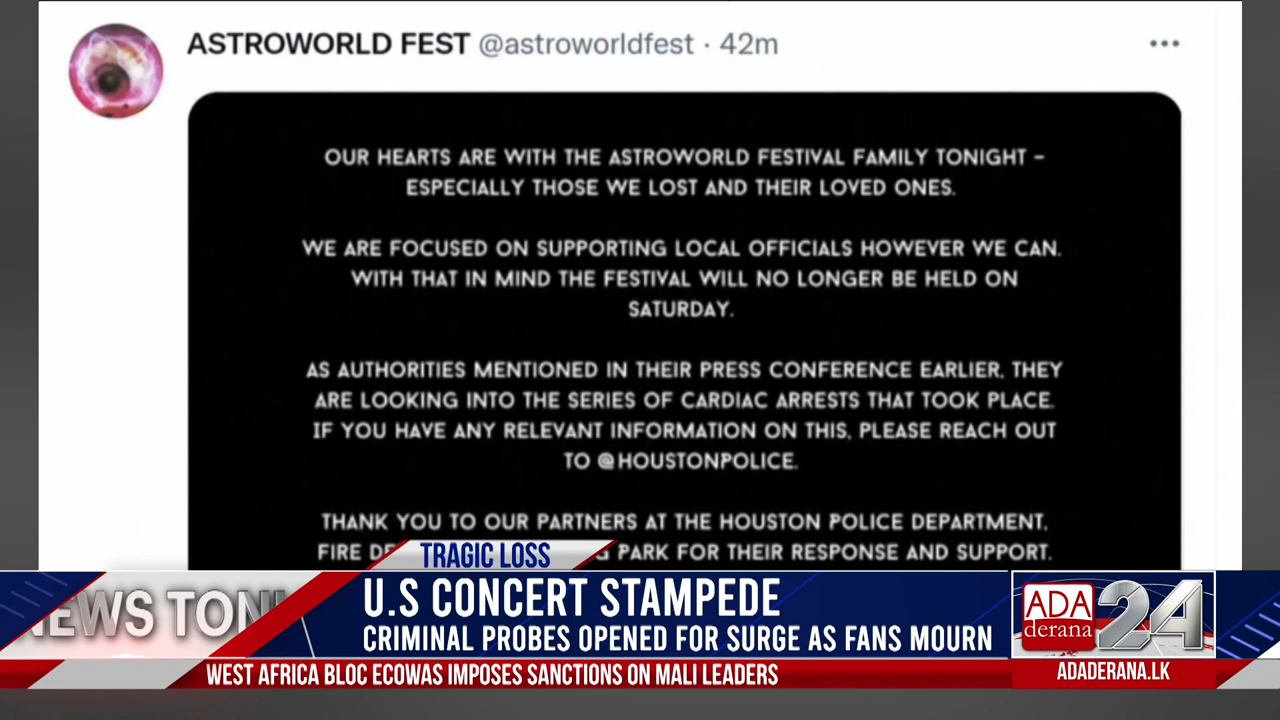 ASTROWORLD FEST @astroworldfest · 42m
OUR HEARTS ARE WITH THE ASTROWORLD FESTIVAL FAMILY TONIGHT –
ESPECIALLY THOSE WE LOST AND THEIR LOVED ONES.
WE ARE FOCUSED ON SUPPORTING LOCAL OFFICIALS HOWEVER WE CAN.
WITH THAT IN MIND THE FESTIVAL WILL NO LONGER BE HELD ON
SATURDAY.
AS AUTHORITIES MENTIONED IN THEIR PRESS CONFERENCE EARLIER, THEY
ARE LOOKING INTO THE SERIES OF CARDIAC ARRESTS THAT TOOK PLACE.
IF YOU HAVE ANY RELEVANT INFORMATION ON THIS, PLEASE REACH OUT
TO @HOUSTONPOLICE.
THANK YOU TO OUR PARTNERS AT THE HOUSTON POLICE DEPARTMENT,
FIRE PARK FOR THEIR RESPONSE AND SUPPORT.
TRAGIC LOSS
NEWS
U.S CONCERT STAMPEDE
CRIMINAL PROBES OPENED FOR SURGE AS FANS MOURN
ADA
derana
24
WEST AFRICA BLOC ECOWAS IMPOSES SANCTIONS ON MALI LEADERS
ADADERANA.LK